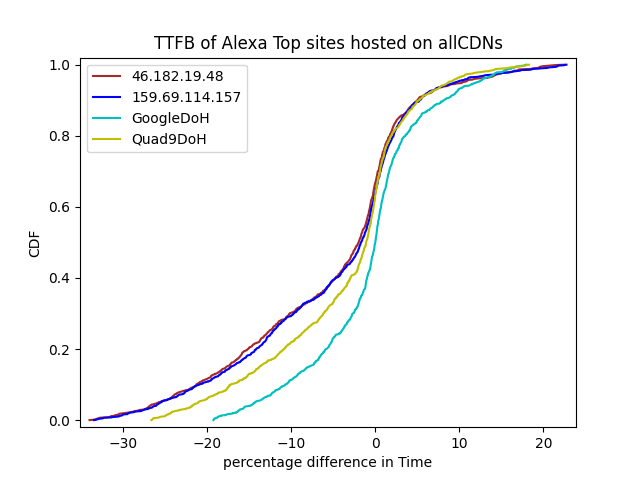 TTFB of Alexa Top sites hosted on allCDNs
46.182.19.48
159.69.114.157
GoogleDoH
Quad9DoH
CDF
1.0
0.8
0.6
0.4
0.2
0.0
−30
−20
−10
0
10
20
percentage difference in Time